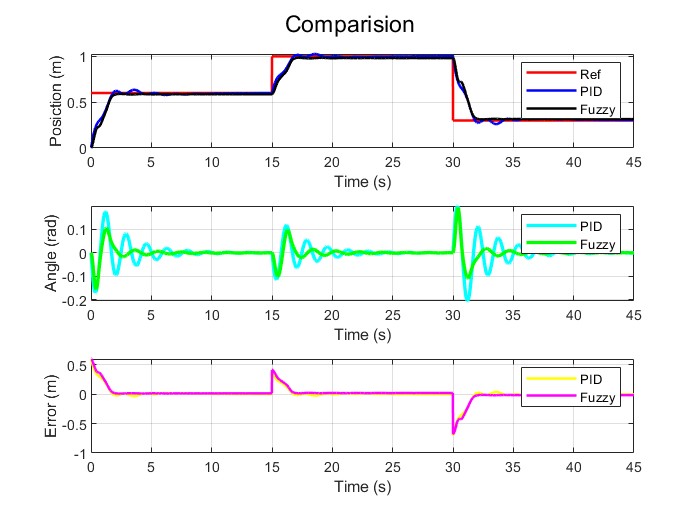 Comparision
Posiction (m)
1
0.5
0
Ref
PID
Fuzzy
0 5 10 15 20 25 30 35 40 45
Time (s)
Angle (rad)
0.1
0
-0.1
-0.2
PID
Fuzzy
0 5 10 15 20 25 30 35 40 45
Time (s)
Error (m)
0.5
0
-0.5
-1
PID
Fuzzy
0 5 10 15 20 25 30 35 40 45
Time (s)